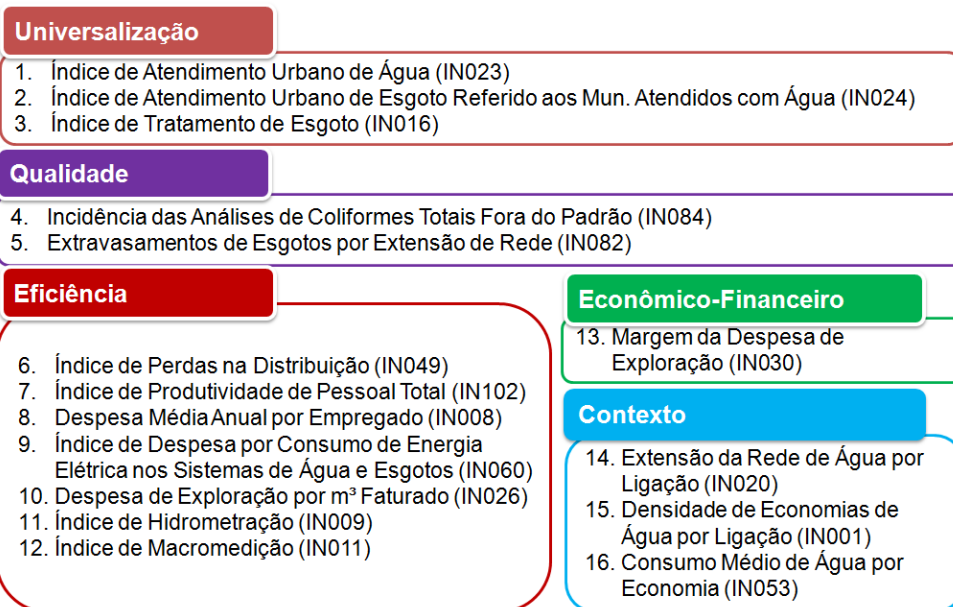 Universalização
1. Índice de Atendimento Urbano de Água (IN023)
2. Índice de Atendimento Urbano de Esgoto Referido aos Mun. Atendidos com Água (IN024)
3. Índice de Tratamento de Esgoto (IN016)
Qualidade
4. Incidência das Análises de Coliformes Totais Fora do Padrão (IN084)
5. Extravasamentos de Esgotos por Extensão de Rede (IN082)
Eficiência
6. Índice de Perdas na Distribuição (IN049)
7. Índice de Produtividade de Pessoal Total (IN102)
8. Despesa Média Anual por Empregado (IN008)
9. Índice de Despesa por Consumo de Energia
Elétrica nos Sistemas de Água e Esgotos (IN060)
10. Despesa de Exploração por m³ Faturado (IN026)
11. Índice de Hidrometração (IN009)
12. Índice de Macromedição (IN011)
Econômico-Financeiro
13. Margem da Despesa de
Exploração (IN030)
Contexto
14. Extensão da Rede de Água por
Ligação (IN020)
15. Densidade de Economias de
Água por Ligação (IN001)
16. Consumo Médio de Água por
Economia (IN053)